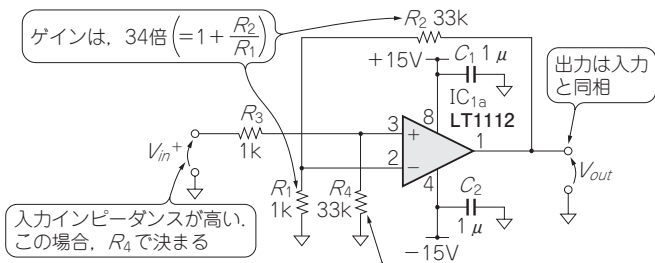 R₂ 33k
ゲインは，34倍(=1+R₂/R₁)
+15V
C₁ 1μ
出力は入力
と同相
IC₁ₐ
LT1112
R₃
1k
3
+
8
1
2
−
4
Vin⁺
R₁
1k
R₄
33k
C₂
1μ
Vout
入力インピーダンスが高い．
この場合，R₄で決まる
−15V